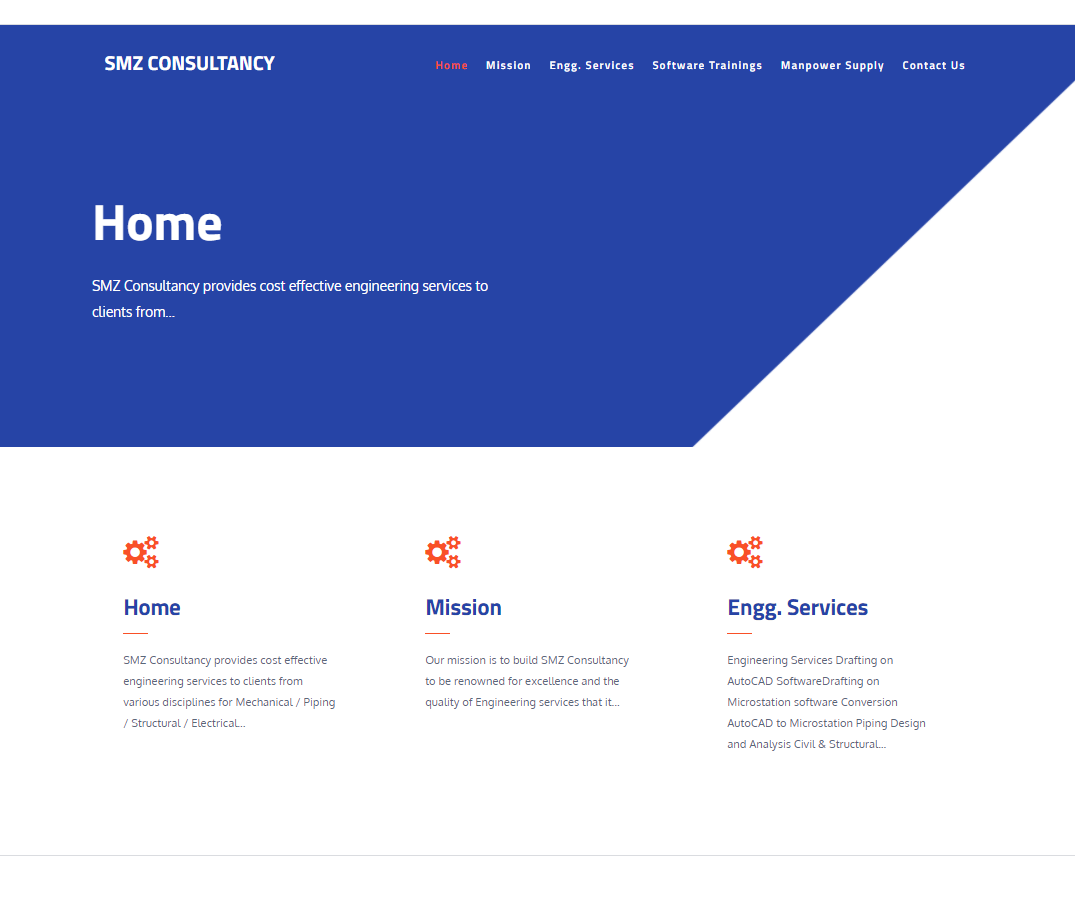 SMZ CONSULTANCY
Home Mission Engg. Services Software Trainings Manpower Supply Contact Us
Home
SMZ Consultancy provides cost effective engineering services to
clients from...
Home
SMZ Consultancy provides cost effective
engineering services to clients from
various disciplines for Mechanical / Piping
/ Structural / Electrical...
Mission
Our mission is to build SMZ Consultancy
to be renowned for excellence and the
quality of Engineering services that it...
Engg. Services
Engineering Services Drafting on
AutoCAD SoftwareDrafting on
Microstation software Conversion
AutoCAD to Microstation Piping Design
and Analysis Civil & Structural...